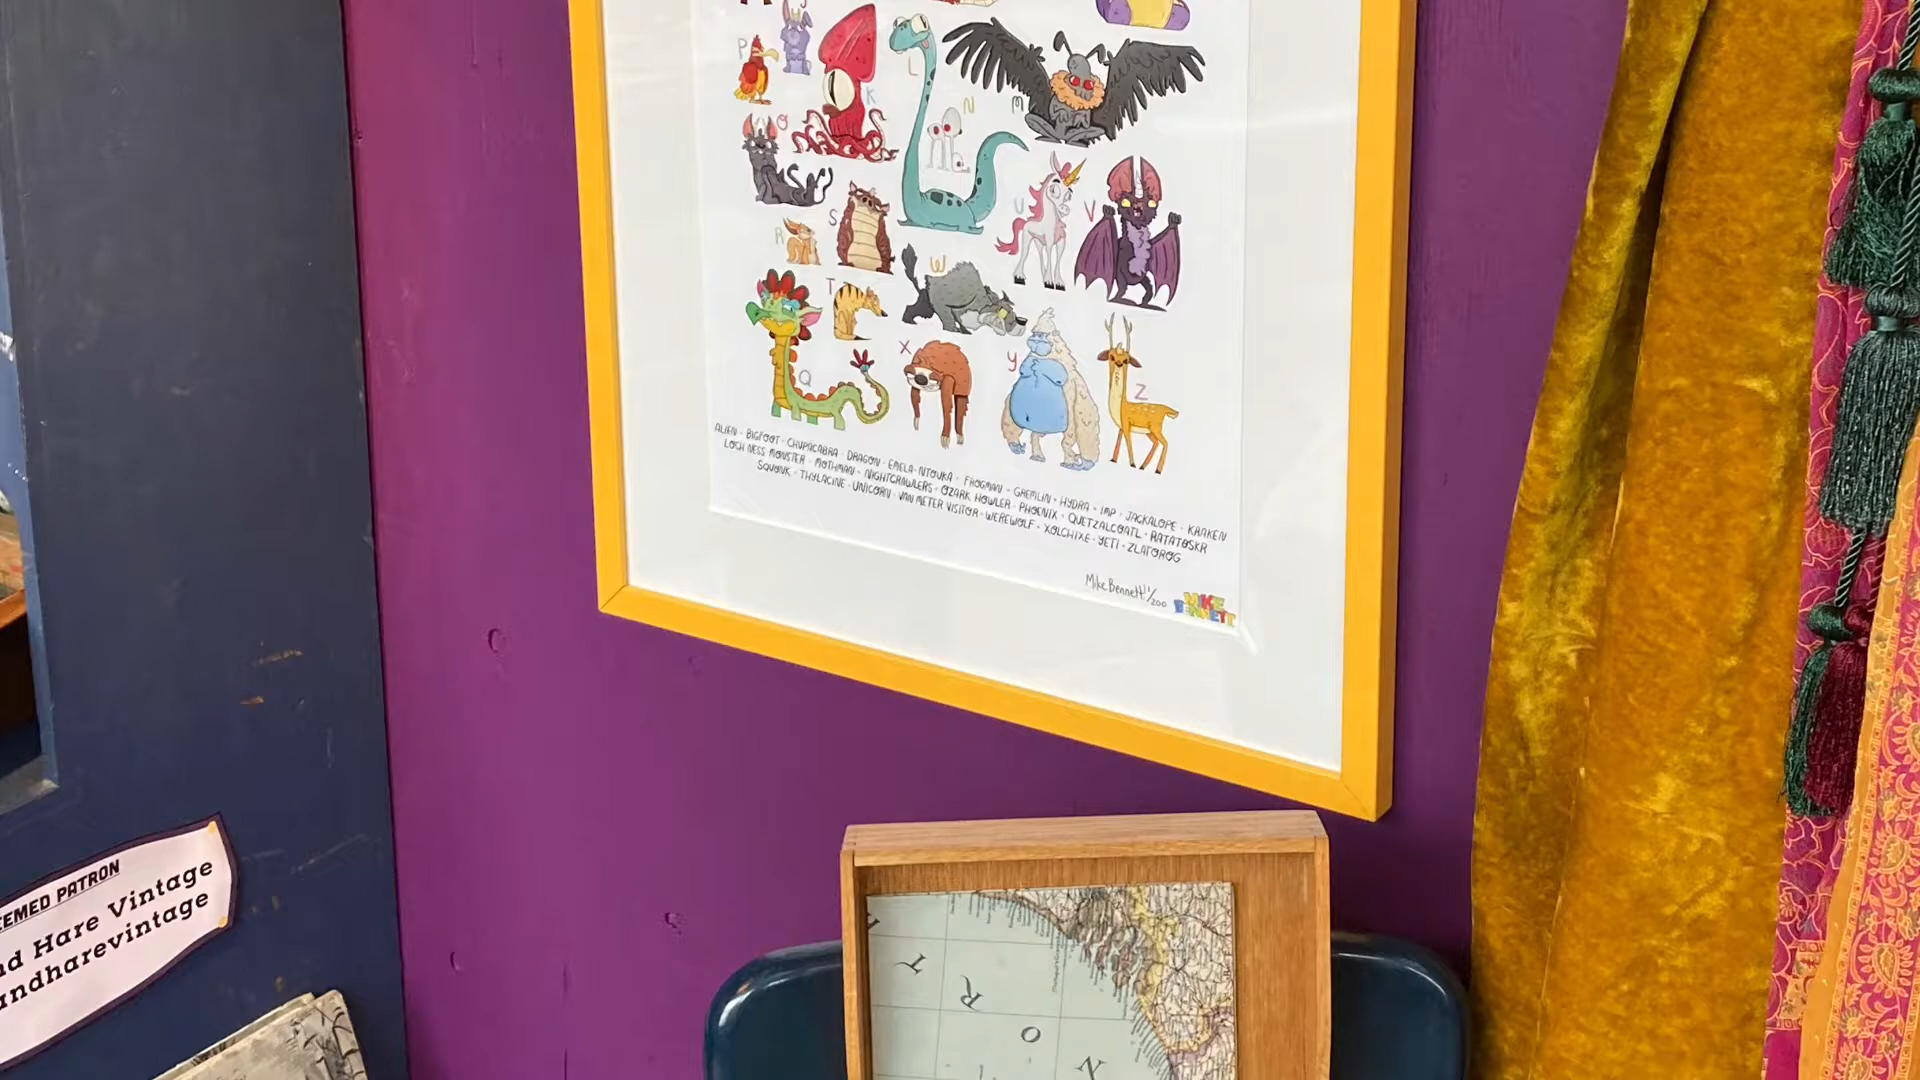 P
K
L
N
M
O
S
R
U
V
W
T
X
Y
Q
Z
ALIEN · BIGFOOT · CHUPACABRA · DRAGON · EMELA-NTOUKA · FROGMAN · GREMLIN · HYDRA · IMP · JACKALOPE · KRAKEN
LOCH NESS MONSTER · MOTHMAN · NIGHTCRAWLERS · OZARK HOWLER · PHOENIX · QUETZALCOATL · RATATOSKR
SQUONK · THYLACINE · UNICORN · VAN METER VISITOR · WEREWOLF · XOLCHIXE · YETI · ZLATOROG
Mike Bennett
/200
MIKE
BENNETT
EEMED PATRON
nd Hare Vintage
andharevintage
T
R
O
N